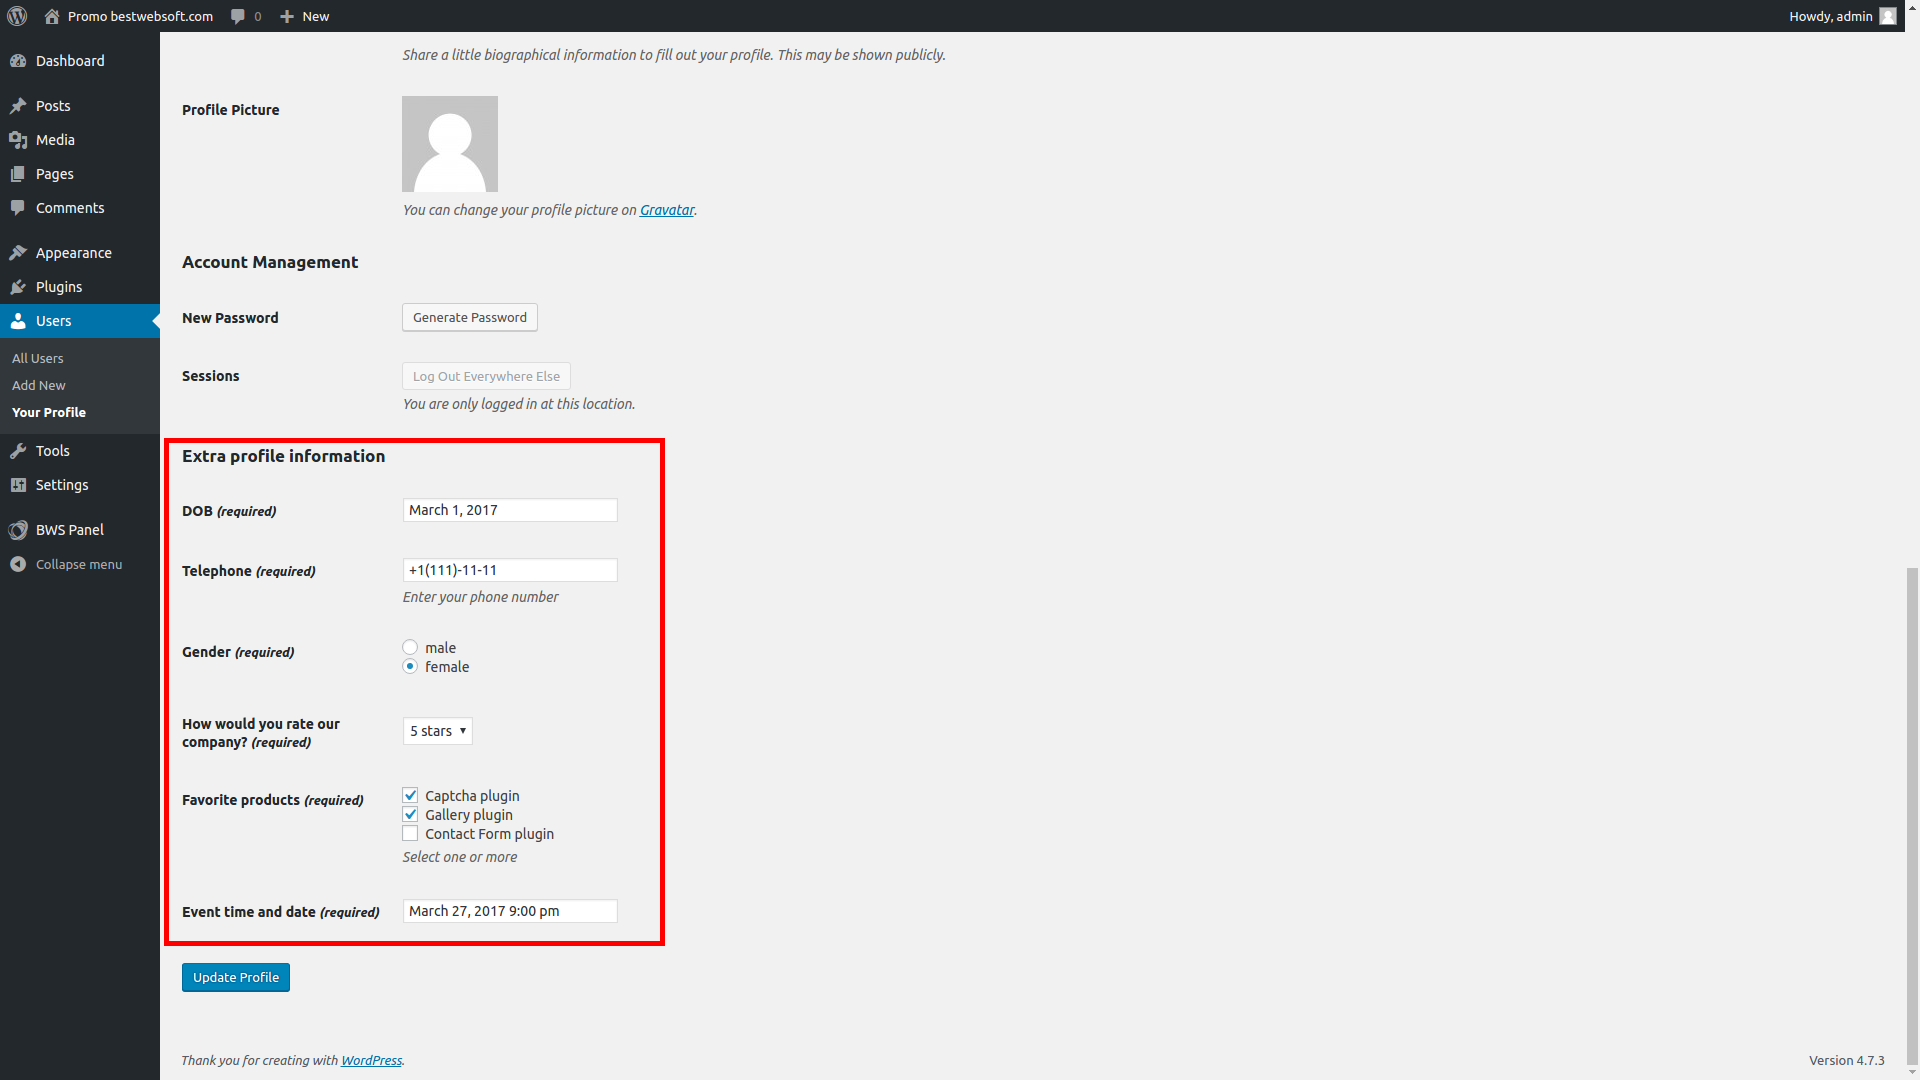 Promo bestwebsoft.com 0 New Howdy, admin
Dashboard
Posts
Media
Pages
Comments
Appearance
Plugins
Users
All Users
Add New
Your Profile
Tools
Settings
BWS Panel
Collapse menu
Share a little biographical information to fill out your profile. This may be shown publicly.
Profile Picture
You can change your profile picture on Gravatar.
Account Management
New Password Generate Password
Sessions Log Out Everywhere Else
You are only logged in at this location.
Extra profile information
DOB (required) March 1, 2017
Telephone (required) +1(111)-11-11
Enter your phone number
Gender (required) male
female
How would you rate our
company? (required) 5 stars
Favorite products (required) Captcha plugin
Gallery plugin
Contact Form plugin
Select one or more
Event time and date (required) March 27, 2017 9:00 pm
Update Profile
Thank you for creating with WordPress. Version 4.7.3